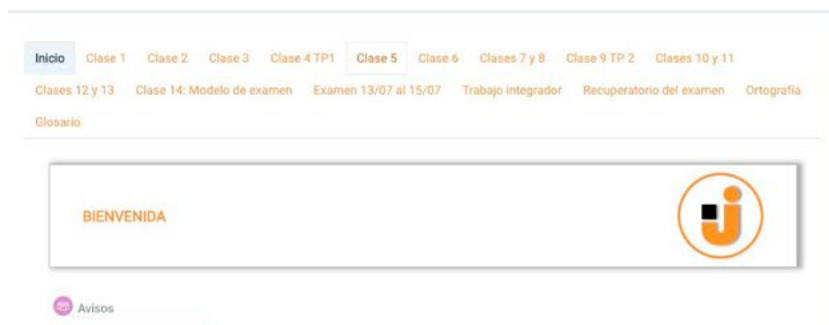 Inicio Clase 1 Clase 2 Clase 3 Clase 4 TP1 Clase 5 Clase 6 Clases 7 y 8 Clase 9 TP 2 Clases 10 y 11
Clases 12 y 13 Clase 14: Modelo de examen Examen 13/07 al 15/07 Trabajo integrador Recuperatorio del examen Ortografía
Glosario
BIENVENIDA
Avisos